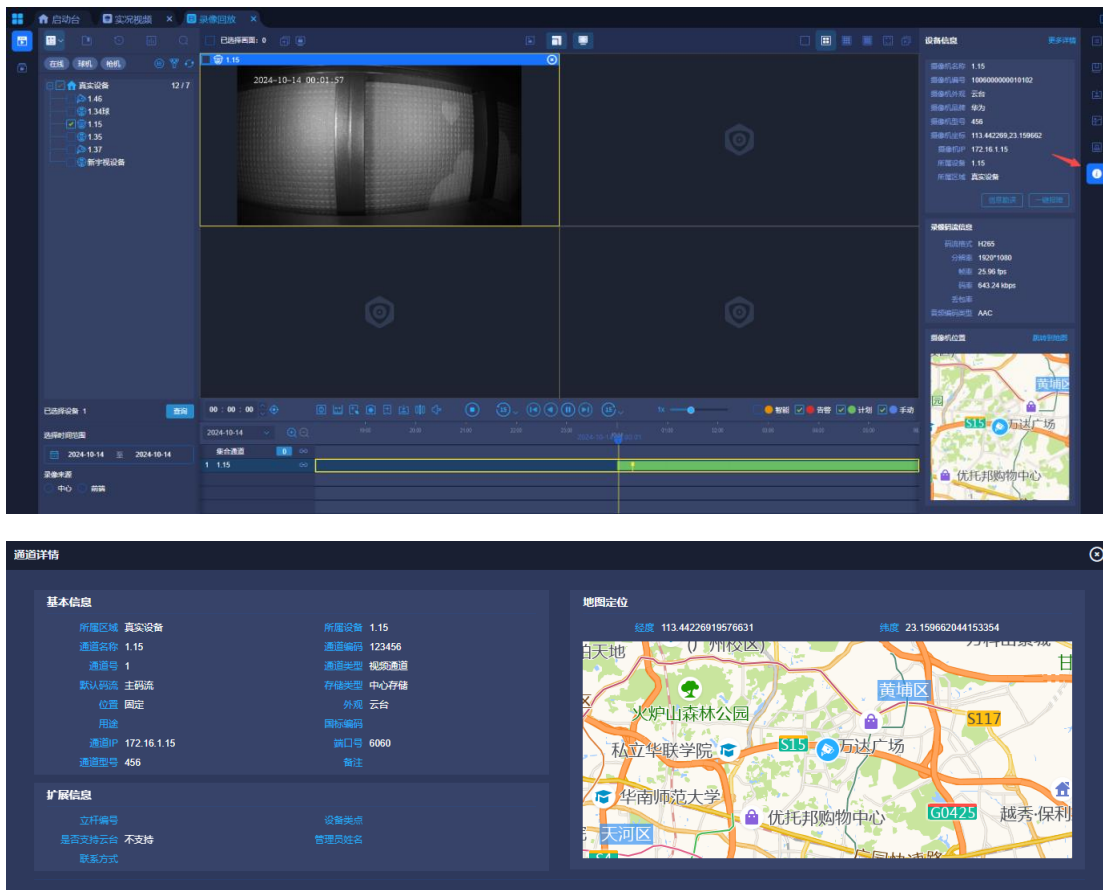 启动台 实况视频 × 录像回放 ×
已选择画面: 0
在线 球机 枪机
真实设备 12 / 7
1.46
1.34球
1.15
1.35
1.37
新宇视设备
1.15
2024-10-14 00:01:57
设备信息 更多详情
摄像机名称 1.15
摄像机编号 1006000000010102
摄像机外观 云台
摄像机品牌 华为
摄像机型号 456
摄像机坐标 113.442269,23.159662
摄像机IP 172.16.1.15
所属设备 1.15
所属区域 真实设备
录像码流信息
码流格式 H265
分辨率 1920*1080
帧率 25.96 fps
码率 643.24 kbps
丢包率
音频编码类型 AAC
摄像机位置 跳转到地图
黄埔区
S15 万达广场
优托邦购物中心
已选择设备 1 查询
选择时间范围
2024-10-14 至 2024-10-14
录像来源
中心 前端
00 : 00 : 00
15 15
1x
智能 告警 计划 手动
2024-10-14
集合通道 0
1 1.15
通道详情
基本信息
所属区域 真实设备 所属设备 1.15
通道名称 1.15 通道编码 123456
通道号 1 通道类型 视频通道
默认码流 主码流 存储类型 中心存储
位置 固定 外观 云台
用途 国标编码
通道IP 172.16.1.15 端口号 6060
通道型号 456 备注
扩展信息
立杆编号 设备类点
是否支持云台 不支持 管理员姓名
联系方式
地图定位
经度 113.44226919576631 纬度 23.159662044153354
黄埔区
火炉山森林公园
S117
私立华联学院
S15 万达广场
华南师范大学
优托邦购物中心
G0425 越秀·保利
天河区